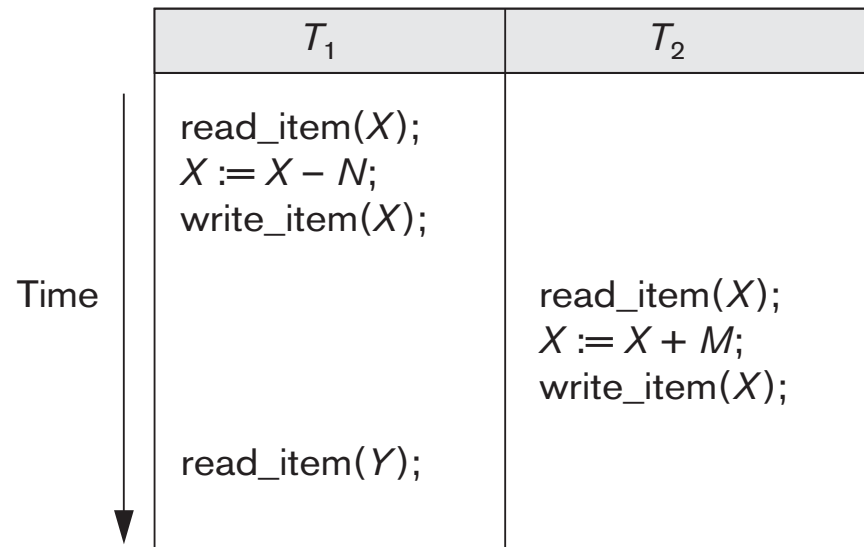 T₁ T₂
read_item(X);
X := X – N;
write_item(X);
Time
read_item(X);
X := X + M;
write_item(X);
read_item(Y);